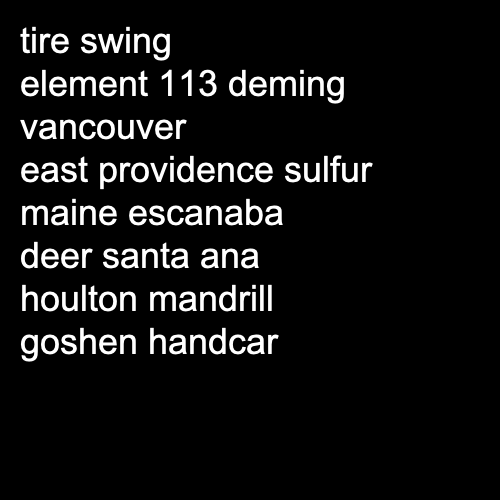 tire swing
element 113 deming
vancouver
east providence sulfur
maine escanaba
deer santa ana
houlton mandrill
goshen handcar